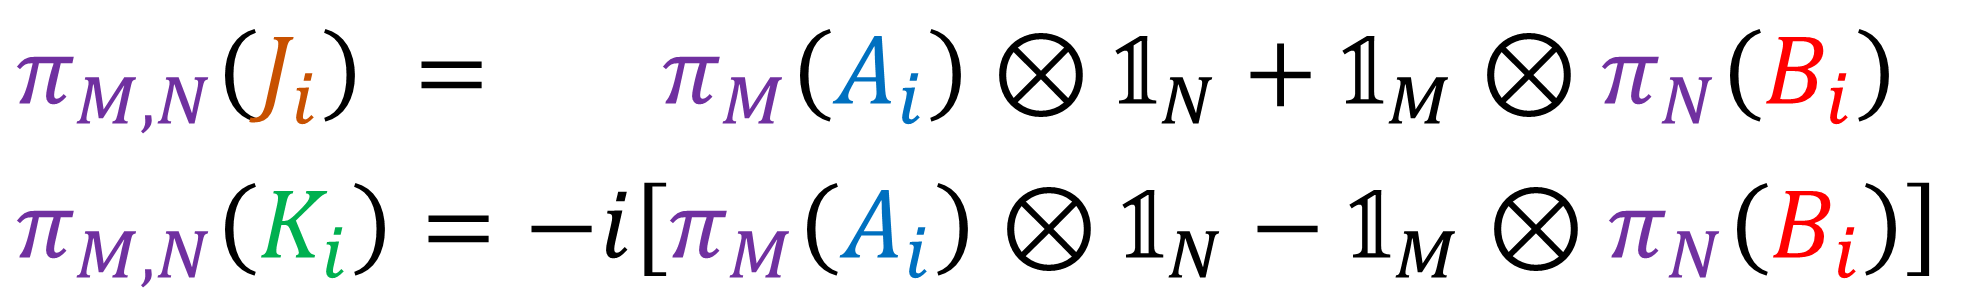 π_{M,N}(J_i) = π_M(A_i) ⊗ 𝟙_N + 𝟙_M ⊗ π_N(B_i)
π_{M,N}(K_i) = −i[π_M(A_i) ⊗ 𝟙_N − 𝟙_M ⊗ π_N(B_i)]